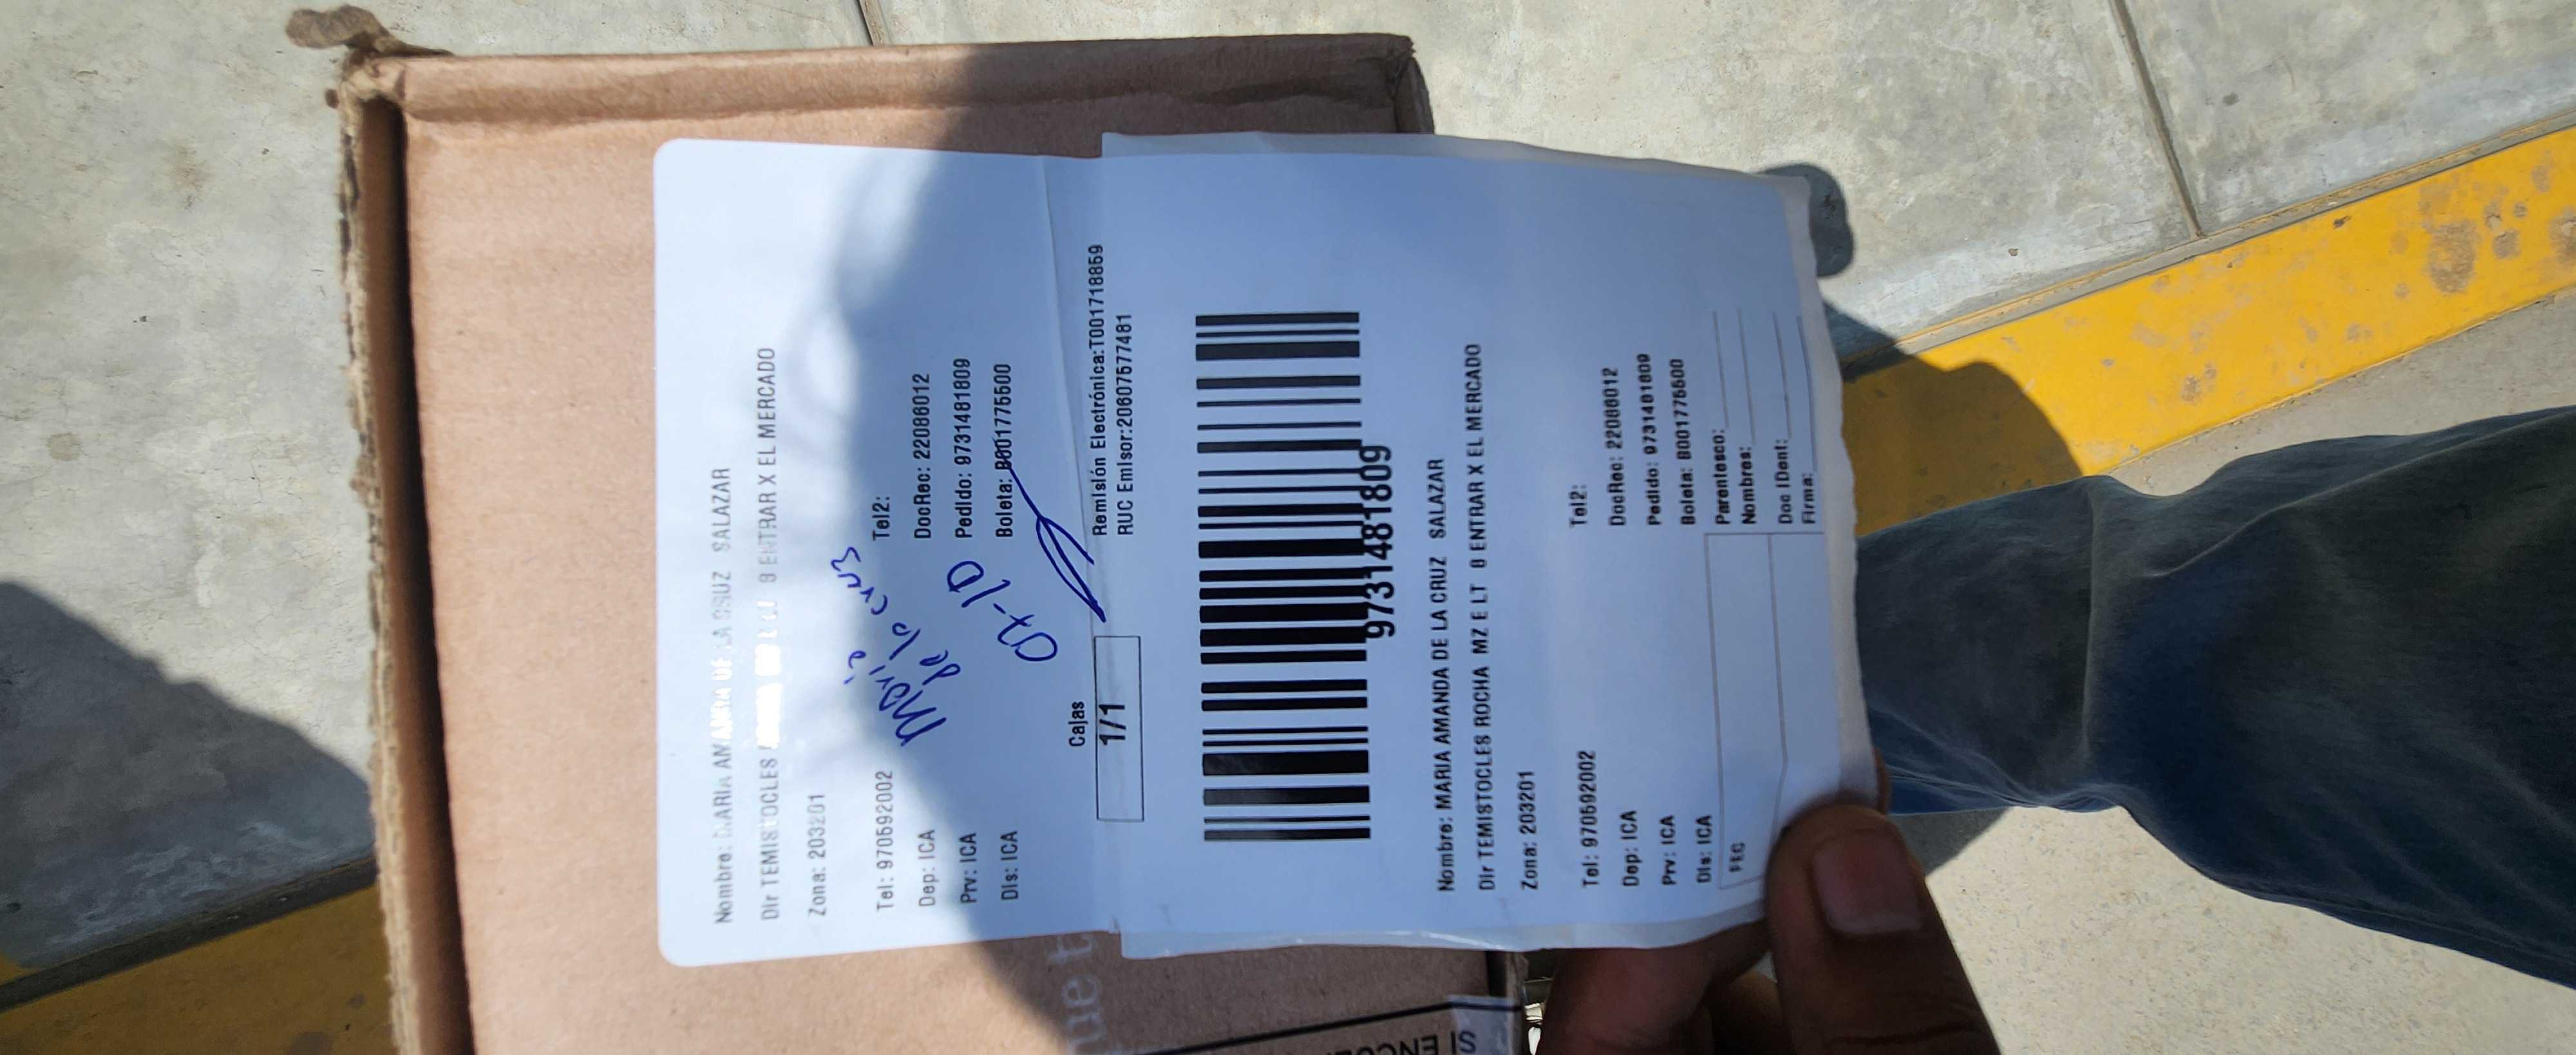 Nombre: MARIA AMANDA DE LA CRUZ SALAZAR
Dir TEMISTOCLES 8 ENTRAR X EL MERCADO
Zona: 203201
Tel: 970592002 Tel2:
Dep: ICA DocRec: 22086012
Prv: ICA Pedido: 9731481809
Dis: ICA Boleta: B001775500
Maria
de la cruz
07-10
Cajas
1/1
Remisión Electrónica:T001718859
RUC Emisor:20607577481
9731481809
Nombre: MARIA AMANDA DE LA CRUZ SALAZAR
Dir TEMISTOCLES ROCHA MZ E LT 8 ENTRAR X EL MERCADO
Zona: 203201
Tel: 970592002 Tel2:
Dep: ICA DocRec: 22086012
Prv: ICA Pedido: 9731481809
Dis: ICA Boleta: B001775500
FEC
Parentesco:
Nombres:
Doc IDent:
Firma: